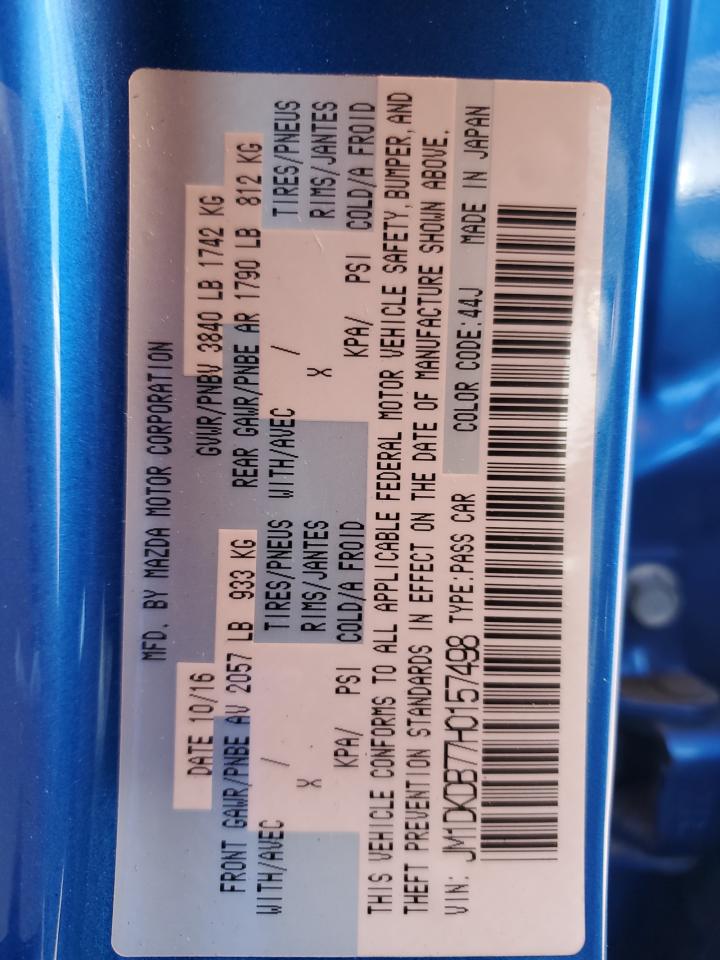 MFD. BY MAZDA MOTOR CORPORATION
DATE 10/16 GVWR/PNBV 3840 LB 1742 KG
FRONT GAWR/PNBE AV 2057 LB 933 KG REAR GAWR/PNBE AR 1790 LB 812 KG
WITH/AVEC / TIRES/PNEUS WITH/AVEC / TIRES/PNEUS
X RIMS/JANTES X RIMS/JANTES
KPA/ PSI COLD/A FROID KPA/ PSI COLD/A FROID
THIS VEHICLE CONFORMS TO ALL APPLICABLE FEDERAL MOTOR VEHICLE SAFETY, BUMPER, AND
THEFT PREVENTION STANDARDS IN EFFECT ON THE DATE OF MANUFACTURE SHOWN ABOVE.
VIN: JM1DKDB77H0157498 TYPE:PASS CAR COLOR CODE:44J MADE IN JAPAN